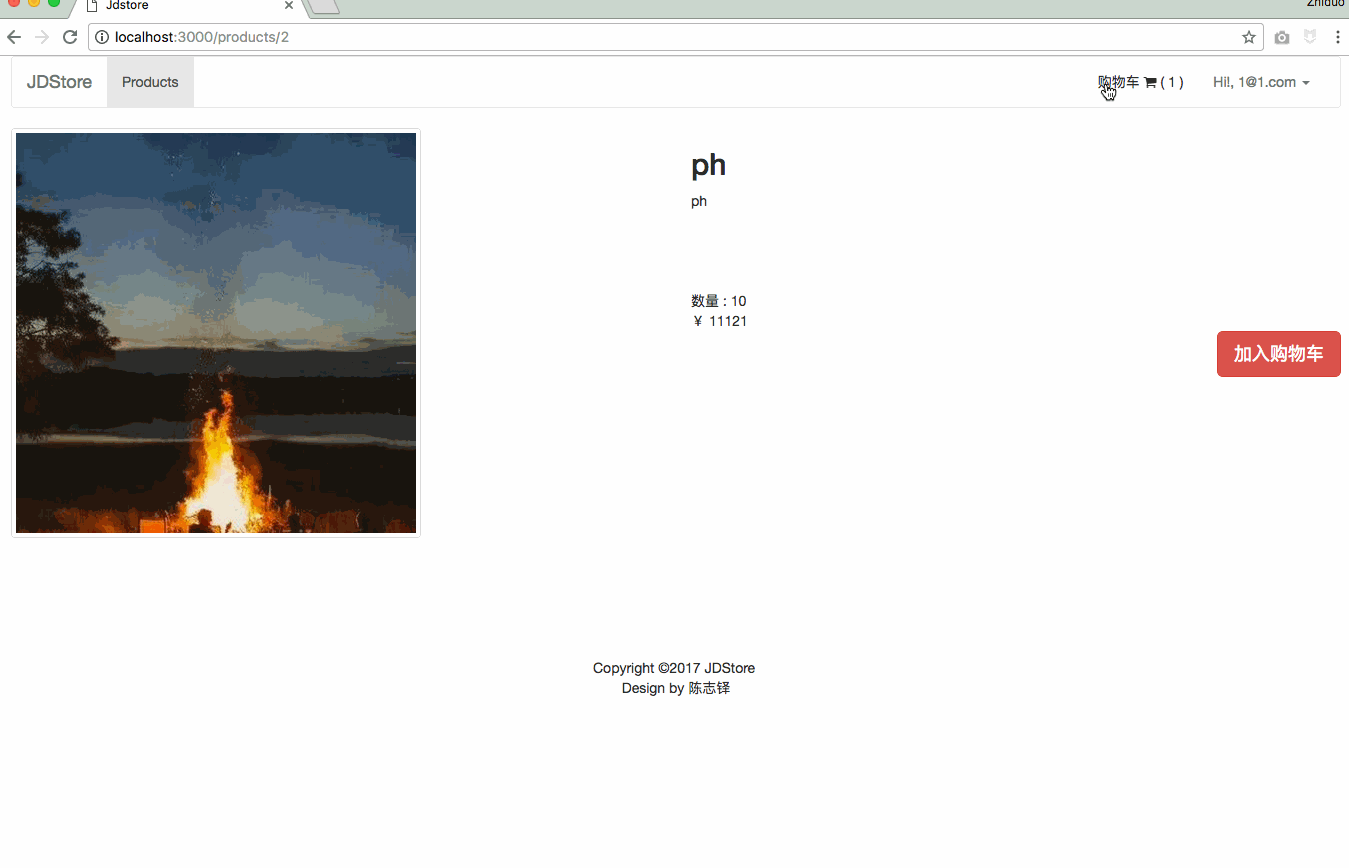 Jdstore
Zhiduo
localhost:3000/products/2
JDStore Products 购物车 ( 1 ) Hi!, 1@1.com
ph
ph
数量 : 10
¥ 11121
加入购物车
Copyright ©2017 JDStore
Design by 陈志铎